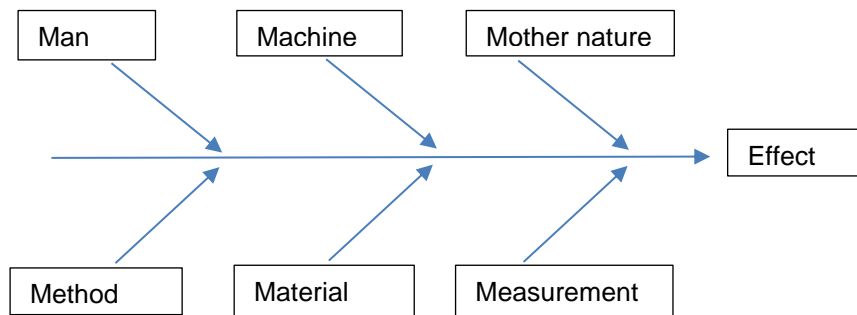 Man
Machine
Mother nature
Effect
Method
Material
Measurement